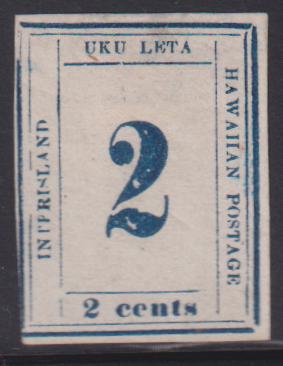 UKU LETA
INTERISLAND
HAWAIIAN POSTAGE
2
2 cents